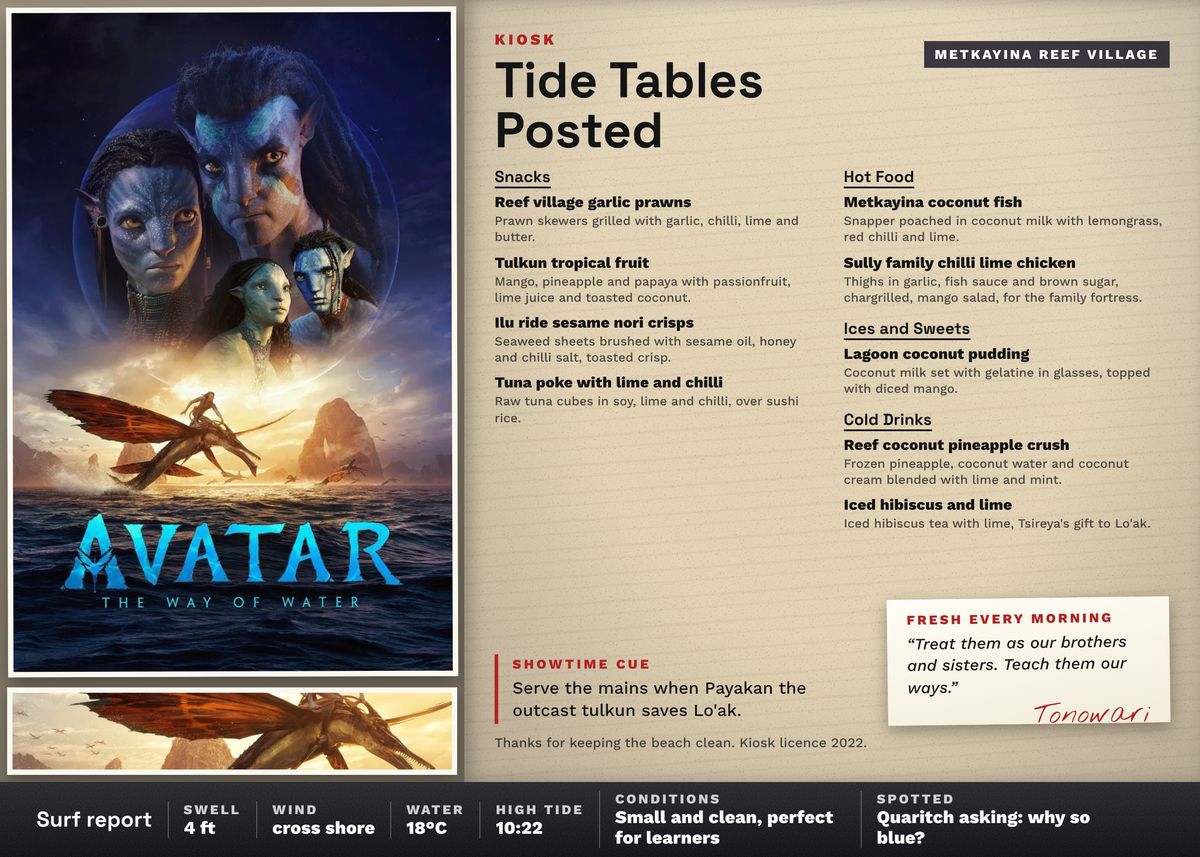 AVATAR
THE WAY OF WATER
KIOSK
METKAYINA REEF VILLAGE
Tide Tables
Posted
Snacks
Reef village garlic prawns
Prawn skewers grilled with garlic, chilli, lime and
butter.
Tulkun tropical fruit
Mango, pineapple and papaya with passionfruit,
lime juice and toasted coconut.
Ilu ride sesame nori crisps
Seaweed sheets brushed with sesame oil, honey
and chilli salt, toasted crisp.
Tuna poke with lime and chilli
Raw tuna cubes in soy, lime and chilli, over sushi
rice.
Hot Food
Metkayina coconut fish
Snapper poached in coconut milk with lemongrass,
red chilli and lime.
Sully family chilli lime chicken
Thighs in garlic, fish sauce and brown sugar,
chargrilled, mango salad, for the family fortress.
Ices and Sweets
Lagoon coconut pudding
Coconut milk set with gelatine in glasses, topped
with diced mango.
Cold Drinks
Reef coconut pineapple crush
Frozen pineapple, coconut water and coconut
cream blended with lime and mint.
Iced hibiscus and lime
Iced hibiscus tea with lime, Tsireya's gift to Lo'ak.
SHOWTIME CUE
Serve the mains when Payakan the
outcast tulkun saves Lo'ak.
FRESH EVERY MORNING
“Treat them as our brothers
and sisters. Teach them our
ways.”
Tonowari
Thanks for keeping the beach clean. Kiosk licence 2022.
Surf report
SWELL
4 ft
WIND
cross shore
WATER
18°C
HIGH TIDE
10:22
CONDITIONS
Small and clean, perfect
for learners
SPOTTED
Quaritch asking: why so
blue?